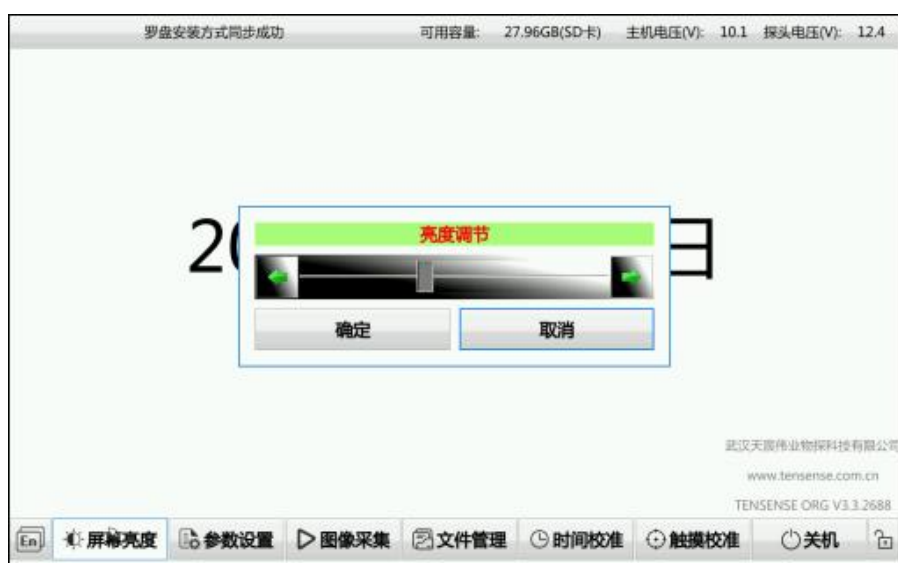 罗盘安装方式同步成功 可用容量: 27.96GB(SD卡) 主机电压(V): 10.1 探头电压(V): 12.4
亮度调节
20 日
确定 取消
武汉天宸伟业物探科技有限公司
www.tensense.com.cn
TENSENSE ORG V3.3.2688
En 屏幕亮度 参数设置 图像采集 文件管理 时间校准 触摸校准 关机